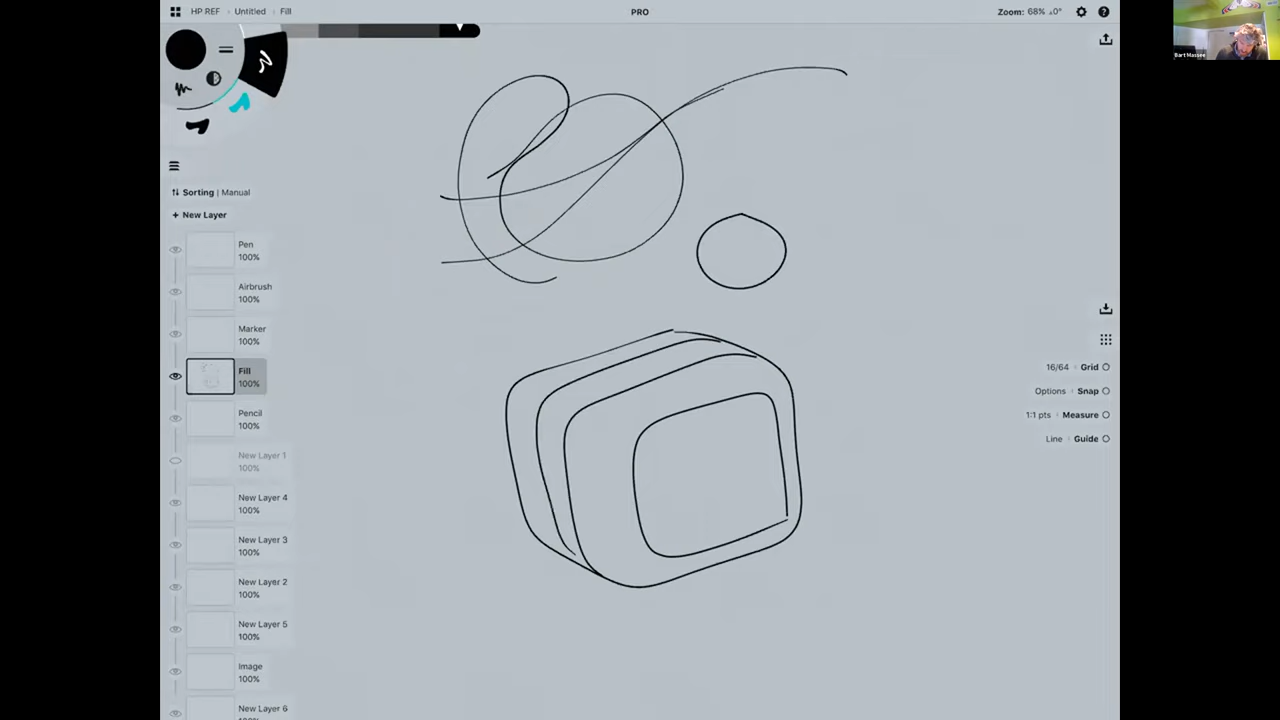 HP REF Untitled Fill
PRO
Zoom: 68% ⊿0°
Bart Massee
Sorting | Manual
+ New Layer
Pen
100%
Airbrush
100%
Marker
100%
Fill
100%
Pencil
100%
New Layer 1
100%
New Layer 4
100%
New Layer 3
100%
New Layer 2
100%
New Layer 5
100%
Image
100%
New Layer 6
16/64 Grid
Options Snap
1:1 pts Measure
Line Guide